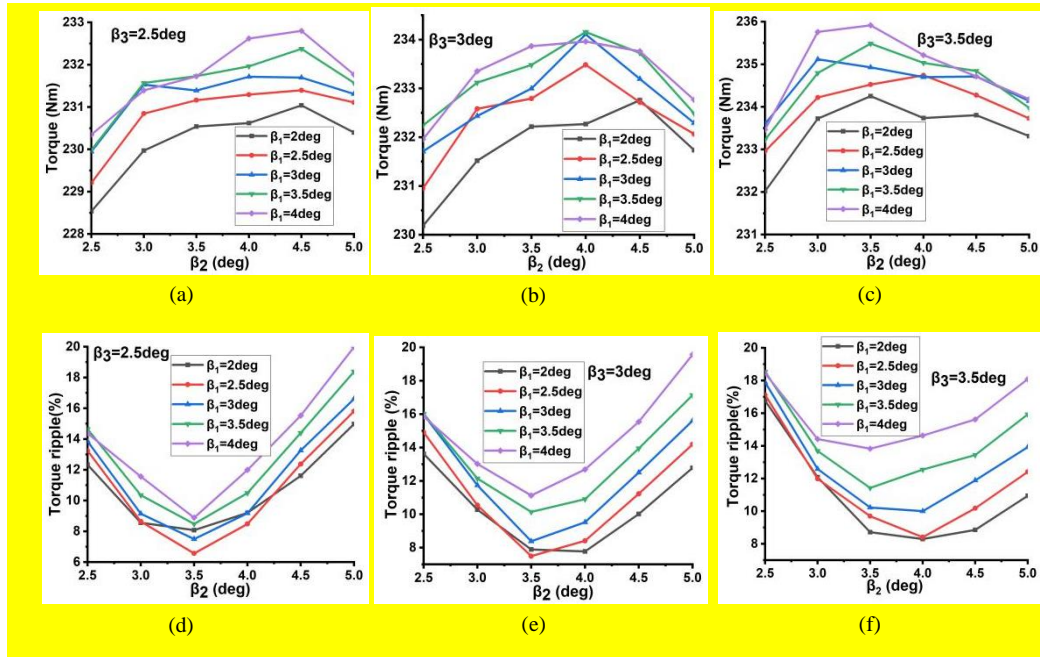 β3=2.5deg
Torque (Nm)
233
232
231
230
229
228
β1=2deg
β1=2.5deg
β1=3deg
β1=3.5deg
β1=4deg
2.5 3.0 3.5 4.0 4.5 5.0
β2 (deg)
(a)
β3=3deg
Torque (Nm)
234
233
232
231
230
β1=2deg
β1=2.5deg
β1=3deg
β1=3.5deg
β1=4deg
2.5 3.0 3.5 4.0 4.5 5.0
β2 (deg)
(b)
β3=3.5deg
Torque (Nm)
236
235
234
233
232
231
β1=2deg
β1=2.5deg
β1=3deg
β1=3.5deg
β1=4deg
2.5 3.0 3.5 4.0 4.5 5.0
β2 (deg)
(c)
β3=2.5deg
Torque ripple(%)
20
18
16
14
12
10
8
6
β1=2deg
β1=2.5deg
β1=3deg
β1=3.5deg
β1=4deg
2.5 3.0 3.5 4.0 4.5 5.0
β2 (deg)
(d)
β3=3deg
Torque ripple(%)
20
18
16
14
12
10
8
β1=2deg
β1=2.5deg
β1=3deg
β1=3.5deg
β1=4deg
2.5 3.0 3.5 4.0 4.5 5.0
β2 (deg)
(e)
β3=3.5deg
Torque ripple(%)
20
18
16
14
12
10
8
β1=2deg
β1=2.5deg
β1=3deg
β1=3.5deg
β1=4deg
2.5 3.0 3.5 4.0 4.5 5.0
β2 (deg)
(f)